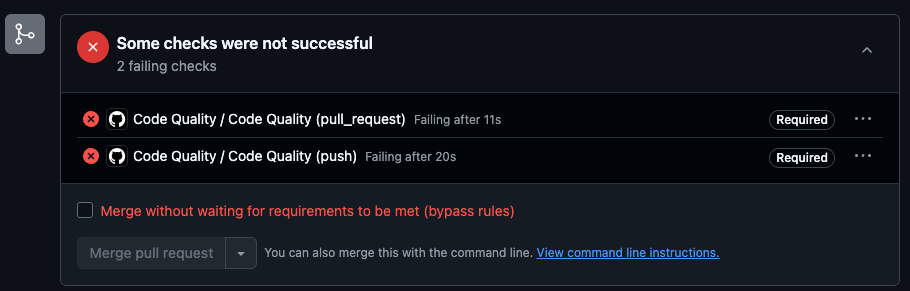 Some checks were not successful
2 failing checks
Code Quality / Code Quality (pull_request) Failing after 11s Required
Code Quality / Code Quality (push) Failing after 20s Required
Merge without waiting for requirements to be met (bypass rules)
Merge pull request You can also merge this with the command line. View command line instructions.